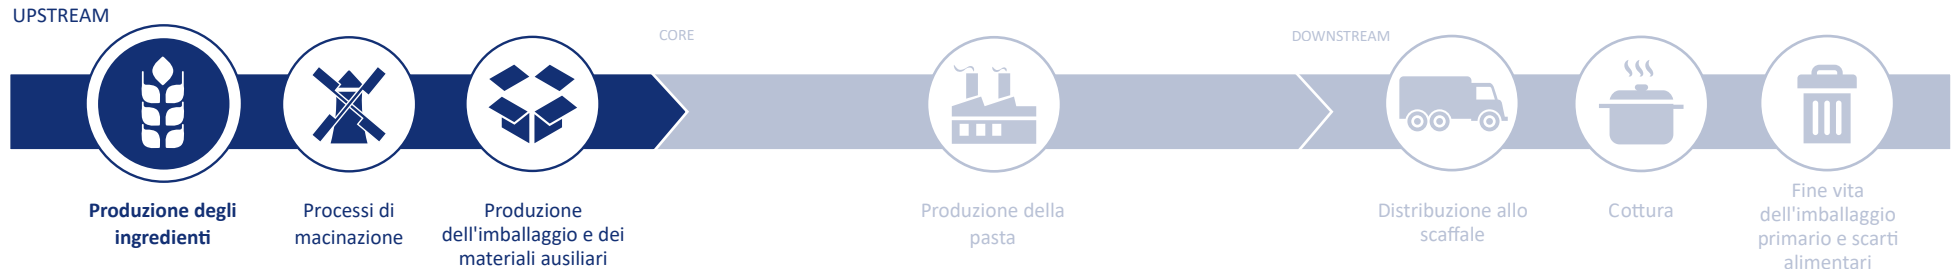 UPSTREAM
CORE
DOWNSTREAM
Produzione degli
ingredienti
Processi di
macinazione
Produzione
dell'imballaggio e dei
materiali ausiliari
Produzione della
pasta
Distribuzione allo
scaffale
Cottura
Fine vita
dell'imballaggio
primario e scarti
alimentari